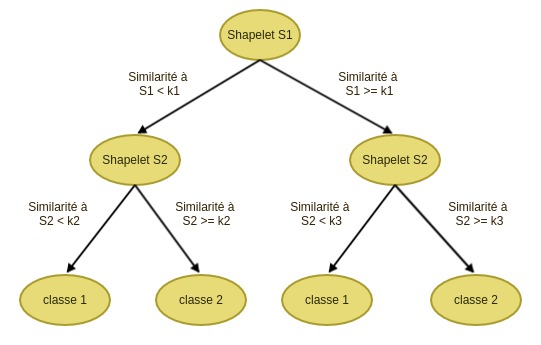 Shapelet S1
Similarité à
S1 < k1
Similarité à
S1 >= k1
Shapelet S2
Shapelet S2
Similarité à
S2 < k2
Similarité à
S2 >= k2
Similarité à
S2 < k3
Similarité à
S2 >= k3
classe 1
classe 2
classe 1
classe 2